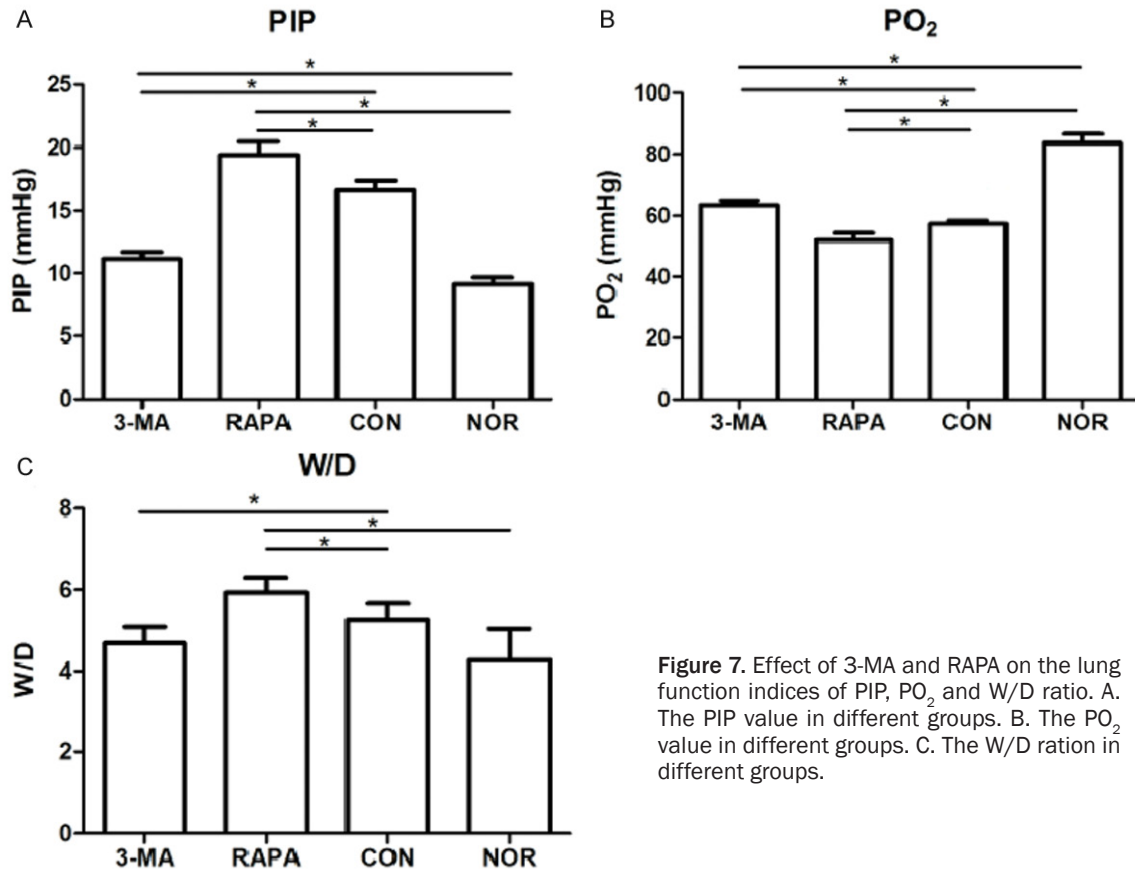 A
PIP
*
*
*
*
PIP (mmHg)
25
20
15
10
5
0
3-MA RAPA CON NOR
B
PO₂
*
*
*
*
PO₂ (mmHg)
100
80
60
40
20
0
3-MA RAPA CON NOR
C
W/D
*
*
*
W/D
8
6
4
2
0
3-MA RAPA CON NOR
Figure 7. Effect of 3-MA and RAPA on the lung
function indices of PIP, PO₂ and W/D ratio. A.
The PIP value in different groups. B. The PO₂
value in different groups. C. The W/D ration in
different groups.